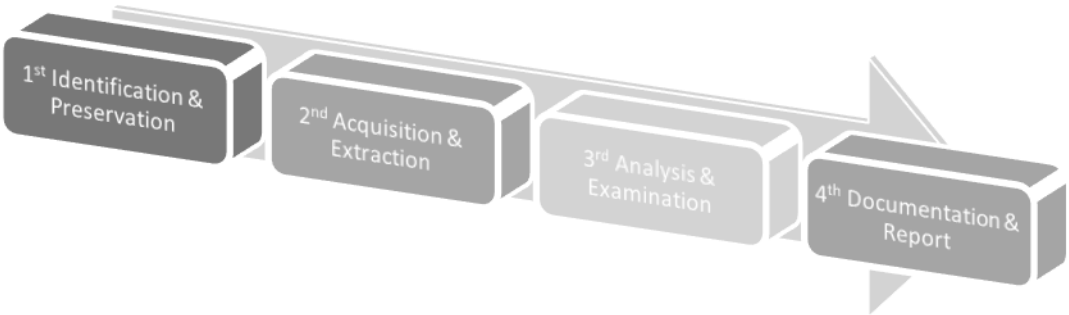 1st Identification &
Preservation
2nd Acquisition &
Extraction
3rd Analysis &
Examination
4th Documentation &
Report